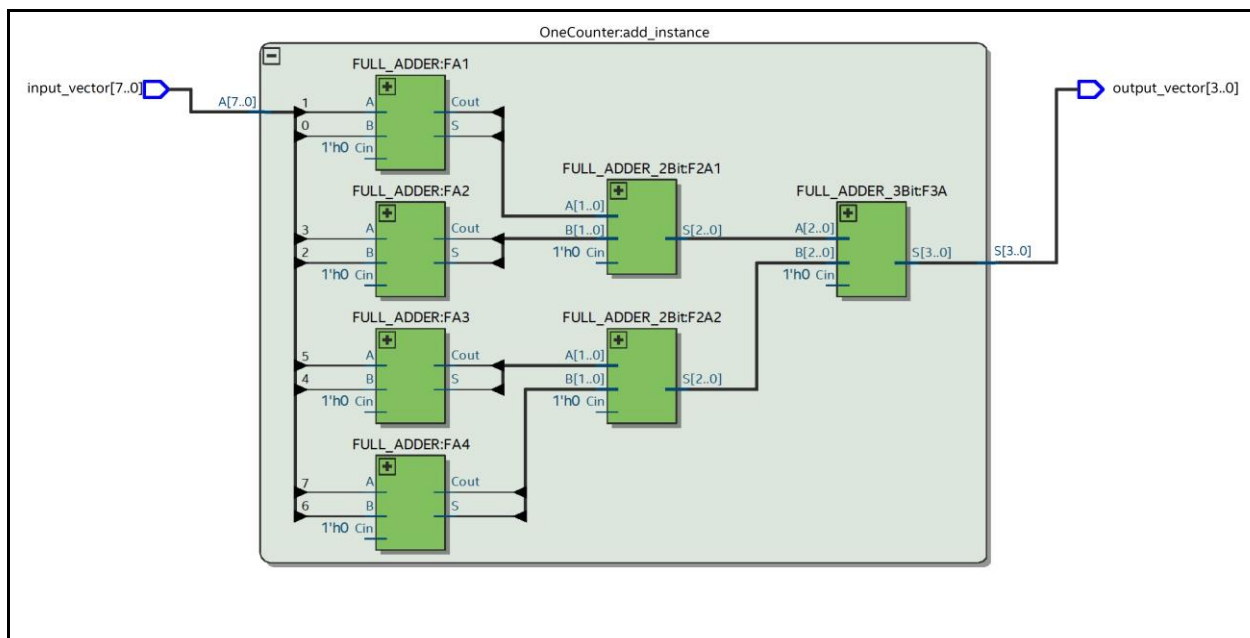 OneCounter:add_instance
input_vector[7..0]
A[7..0]
FULL_ADDER:FA1
1 A Cout
0 B S
1'h0 Cin
FULL_ADDER:FA2
3 A Cout
2 B S
1'h0 Cin
FULL_ADDER:FA3
5 A Cout
4 B S
1'h0 Cin
FULL_ADDER:FA4
7 A Cout
6 B S
1'h0 Cin
FULL_ADDER_2Bit:F2A1
A[1..0]
B[1..0] S[2..0]
1'h0 Cin
FULL_ADDER_2Bit:F2A2
A[1..0]
B[1..0] S[2..0]
1'h0 Cin
FULL_ADDER_3Bit:F3A
A[2..0]
B[2..0] S[3..0]
1'h0 Cin
S[3..0]
output_vector[3..0]